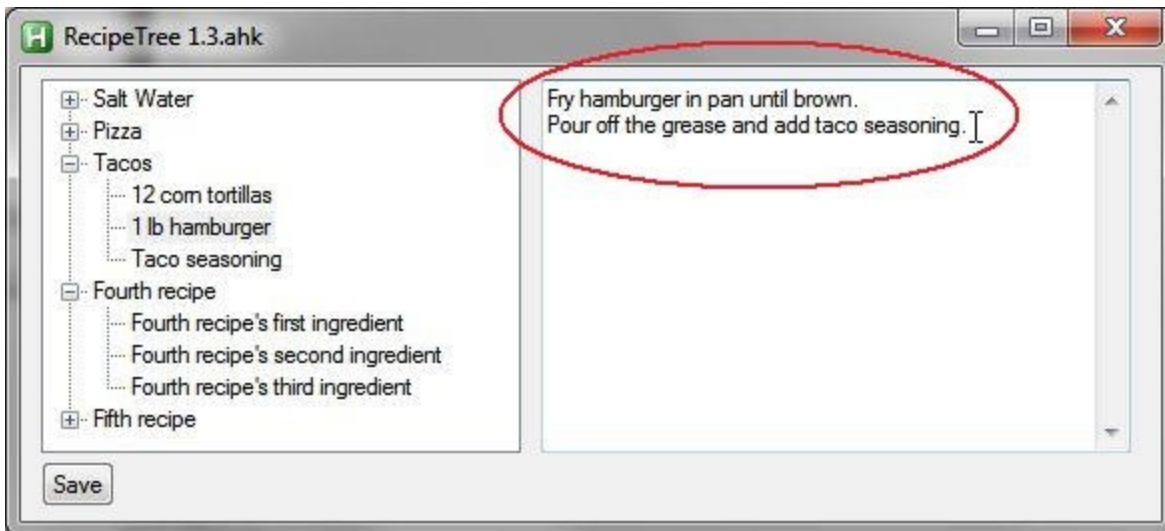 RecipeTree 1.3.ahk
Salt Water
Pizza
Tacos
12 corn tortillas
1 lb hamburger
Taco seasoning
Fourth recipe
Fourth recipe's first ingredient
Fourth recipe's second ingredient
Fourth recipe's third ingredient
Fifth recipe
Fry hamburger in pan until brown.
Pour off the grease and add taco seasoning.
Save